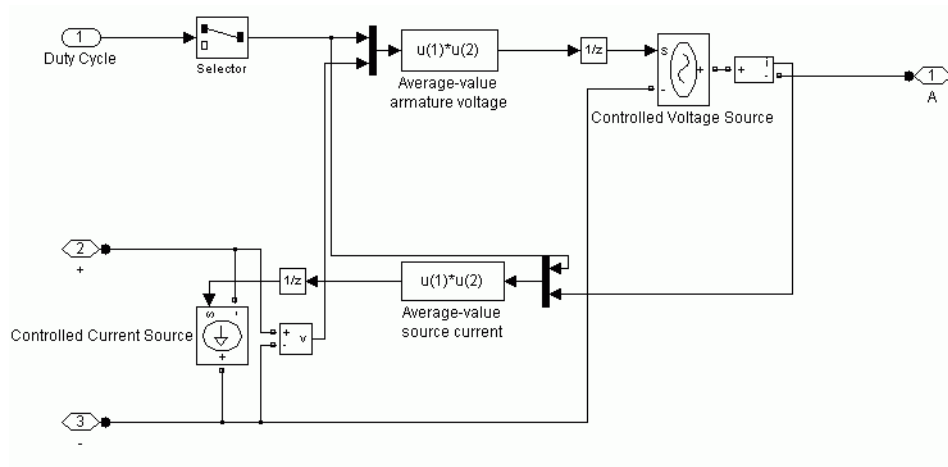 1
Duty Cycle
Selector
u(1)*u(2)
Average-value
armature voltage
1/z
s
+
-
Controlled Voltage Source
+
-
i
1
A
2
+
1/z
u(1)*u(2)
Average-value
source current
s
-
+
Controlled Current Source
+
-
v
3
-